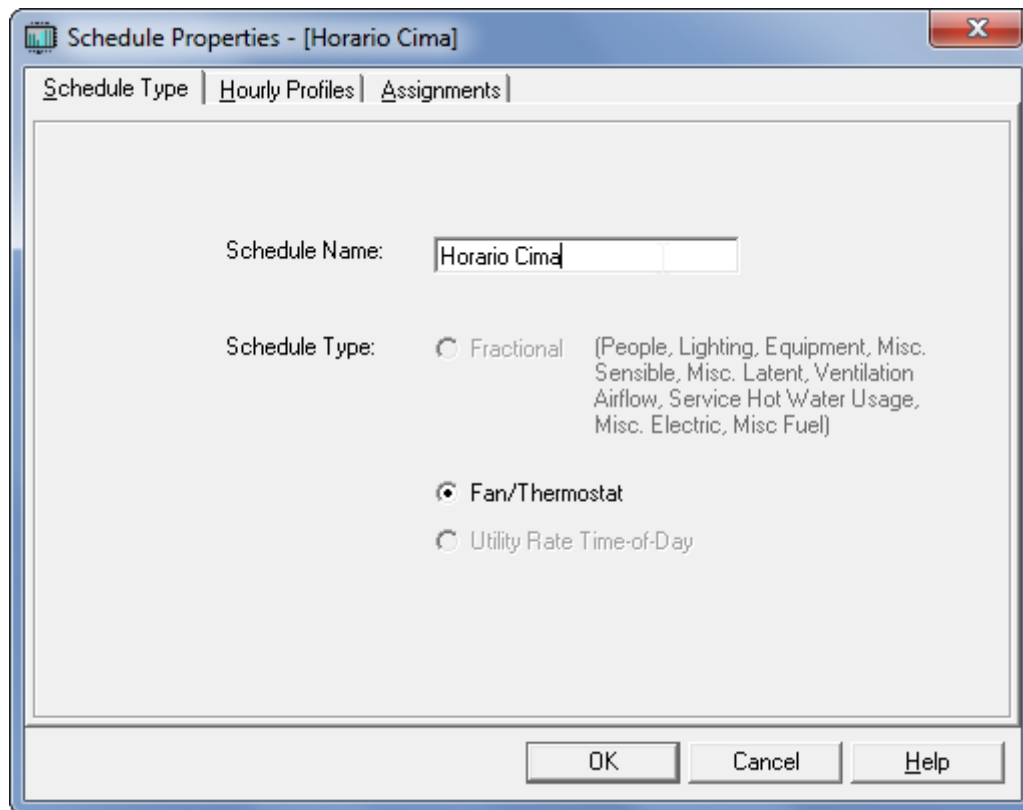 Schedule Properties - [Horario Cima]
Schedule Type Hourly Profiles Assignments
Schedule Name: Horario Cima
Schedule Type: Fractional (People, Lighting, Equipment, Misc.
Sensible, Misc. Latent, Ventilation
Airflow, Service Hot Water Usage,
Misc. Electric, Misc Fuel)
Fan/Thermostat
Utility Rate Time-of-Day
OK Cancel Help